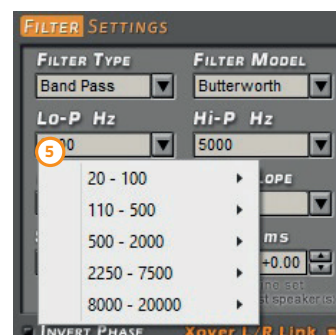 FILTER SETTINGS
FILTER TYPE FILTER MODEL
Band Pass Butterworth
LO-P HZ HI-P HZ
5 5000
20 - 100
110 - 500
500 - 2000
2250 - 7500
8000 - 20000
ms
+0.00
INVERT PHASE Xover L/R Link